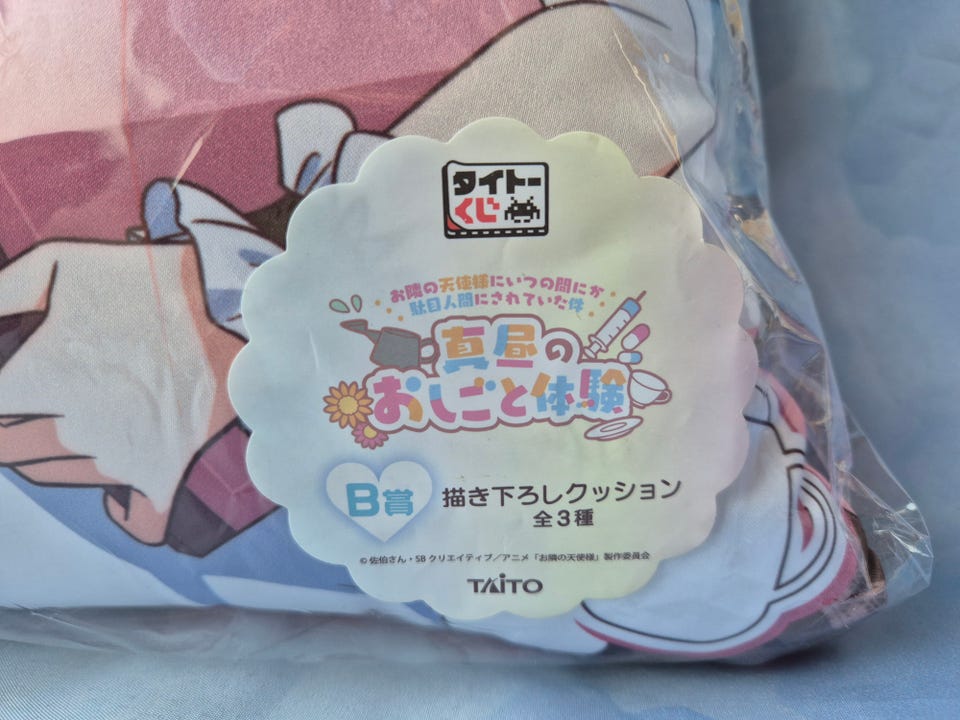 タイトー
くじ
お隣の天使様にいつの間にか
駄目人間にされていた件
真昼の
おしごと体験
B賞
描き下ろしクッション
全3種
© 佐伯さん・SB クリエイティブ/アニメ「お隣の天使様」製作委員会
TAITO